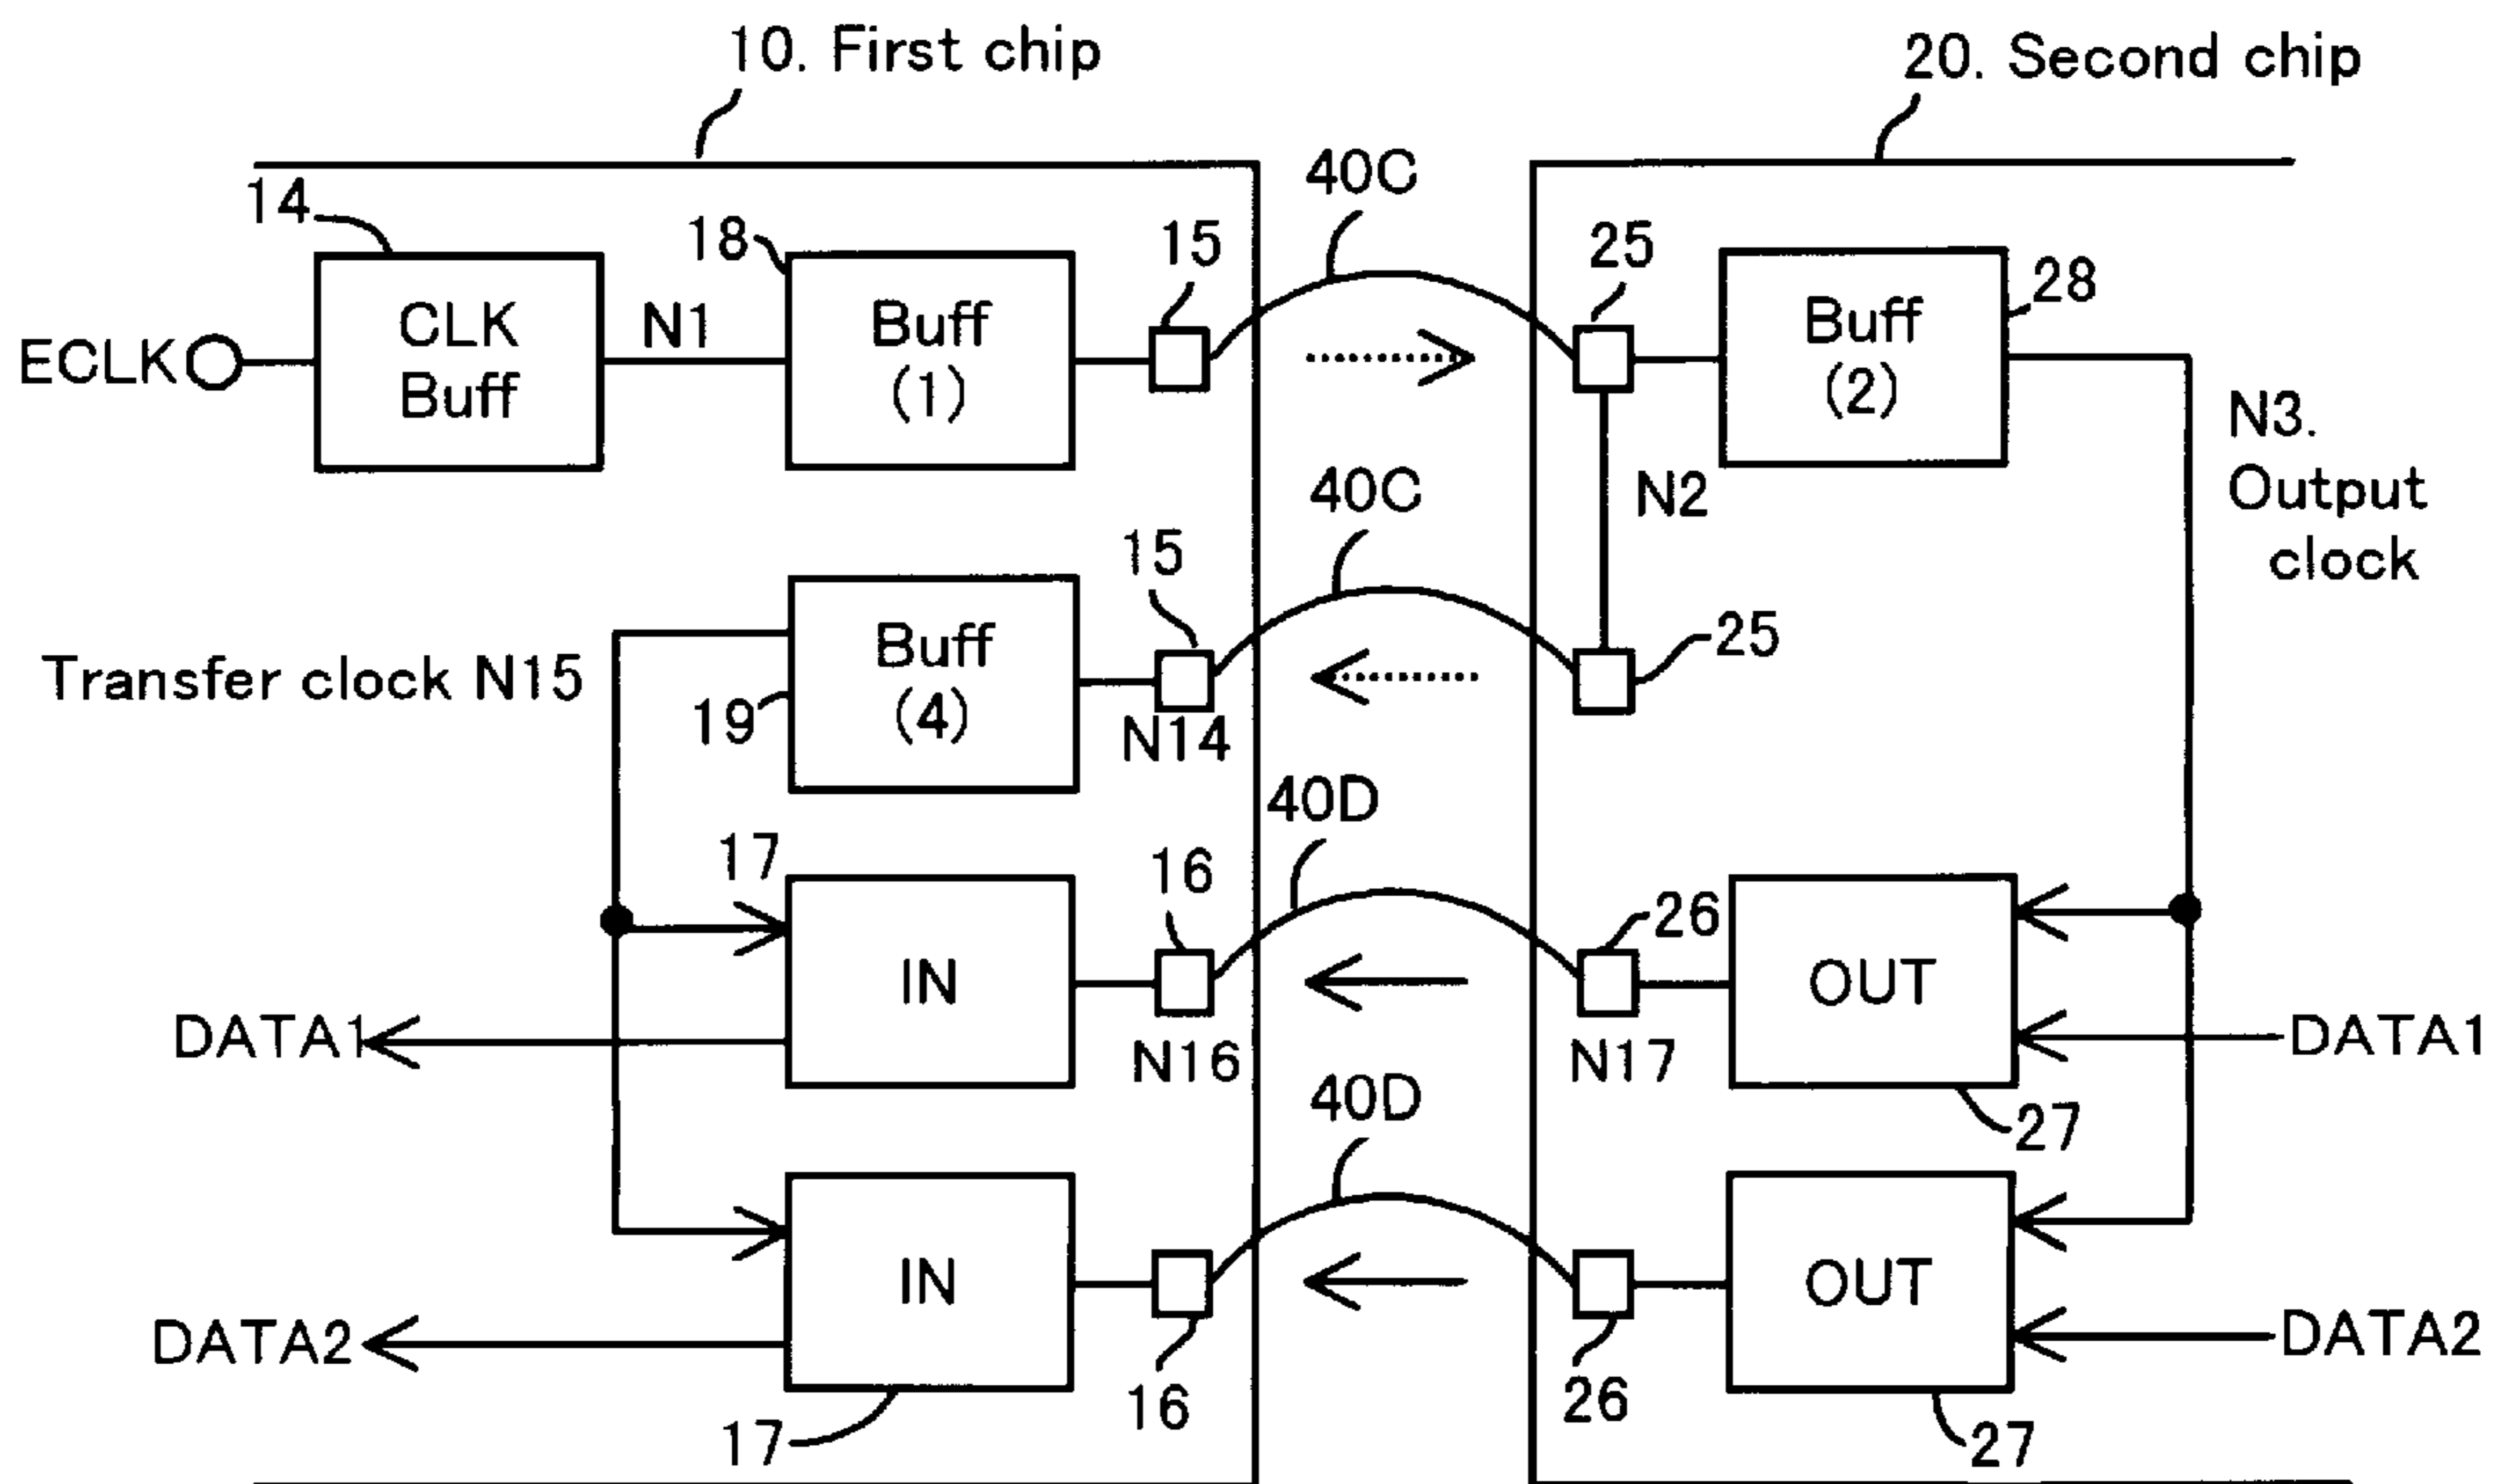 10. First chip
20. Second chip
14
18
15
40C
25
28
ECLK
CLK
Buff
N1
Buff
(1)
Buff
(2)
N3.
Output
clock
40C
N2
15
25
Transfer clock N15
Buff
(4)
19
N14
40D
17
16
26
IN
OUT
DATA1
N16
N17
DATA1
40D
27
IN
OUT
DATA2
DATA2
16
26
17
27